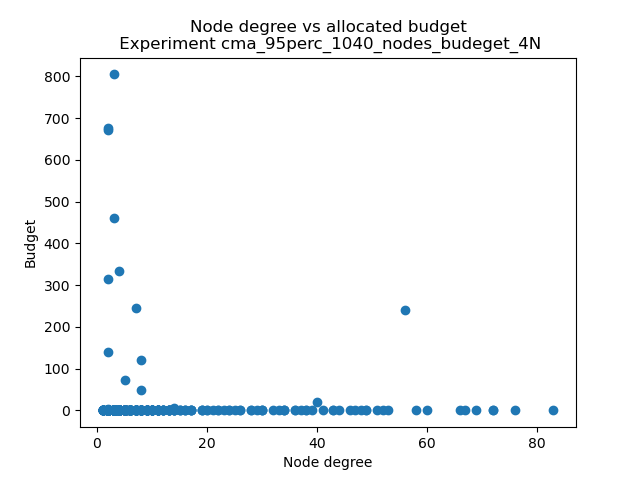 Node degree vs allocated budget
Experiment cma_95perc_1040_nodes_budeget_4N
800
700
600
500
400
300
200
100
0
Budget
0 20 40 60 80
Node degree